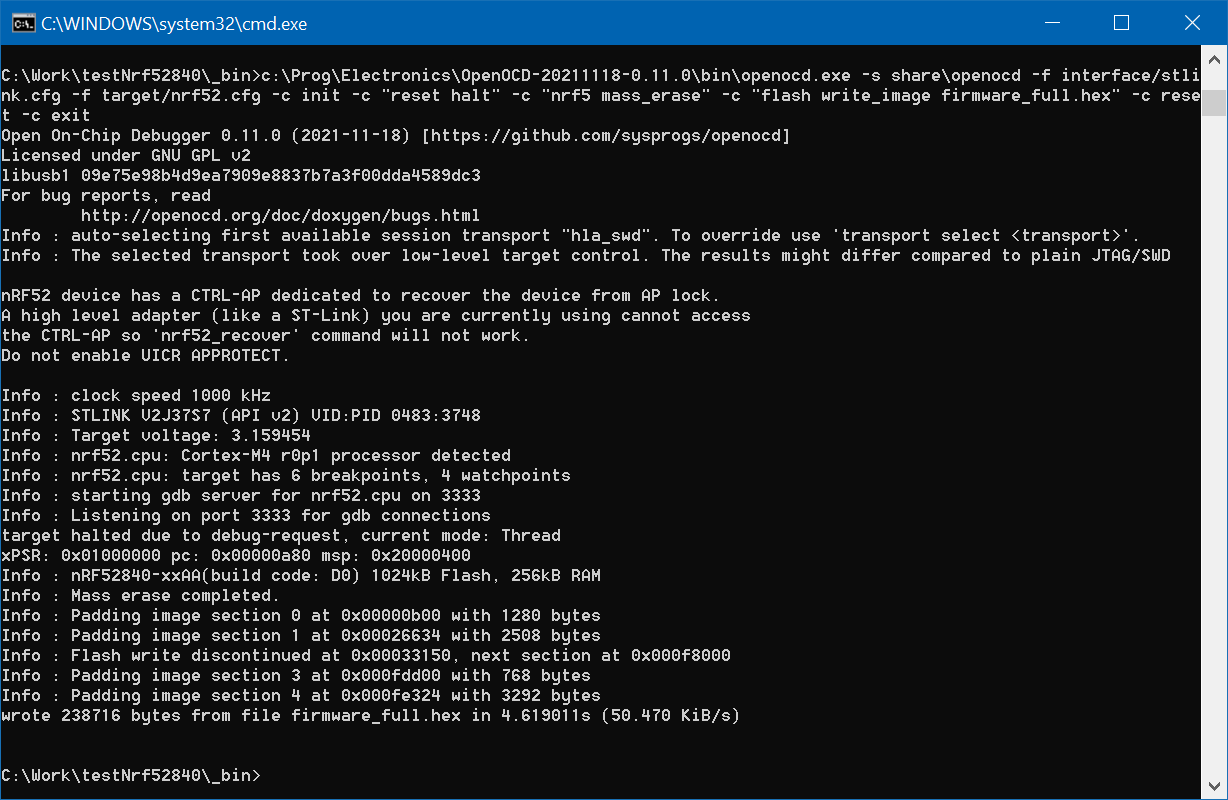 C:\WINDOWS\system32\cmd.exe
C:\Work\testNrf52840\_bin>c:\Prog\Electronics\OpenOCD-20211118-0.11.0\bin\openocd.exe -s share\openocd -f interface/stli
nk.cfg -f target/nrf52.cfg -c init -c "reset halt" -c "nrf5 mass_erase" -c "flash write_image firmware_full.hex" -c rese
t -c exit
Open On-Chip Debugger 0.11.0 (2021-11-18) [https://github.com/sysprogs/openocd]
Licensed under GNU GPL v2
libusb1 09e75e98b4d9ea7909e8837b7a3f00dda4589dc3
For bug reports, read
        http://openocd.org/doc/doxygen/bugs.html
Info : auto-selecting first available session transport "hla_swd". To override use 'transport select <transport>'.
Info : The selected transport took over low-level target control. The results might differ compared to plain JTAG/SWD

nRF52 device has a CTRL-AP dedicated to recover the device from AP lock.
A high level adapter (like a ST-Link) you are currently using cannot access
the CTRL-AP so 'nrf52_recover' command will not work.
Do not enable UICR APPROTECT.

Info : clock speed 1000 kHz
Info : STLINK V2J37S7 (API v2) VID:PID 0483:3748
Info : Target voltage: 3.159454
Info : nrf52.cpu: Cortex-M4 r0p1 processor detected
Info : nrf52.cpu: target has 6 breakpoints, 4 watchpoints
Info : starting gdb server for nrf52.cpu on 3333
Info : Listening on port 3333 for gdb connections
target halted due to debug-request, current mode: Thread
xPSR: 0x01000000 pc: 0x00000a80 msp: 0x20000400
Info : nRF52840-xxAA(build code: D0) 1024kB Flash, 256kB RAM
Info : Mass erase completed.
Info : Padding image section 0 at 0x00000b00 with 1280 bytes
Info : Padding image section 1 at 0x00026634 with 2508 bytes
Info : Flash write discontinued at 0x00033150, next section at 0x000f8000
Info : Padding image section 3 at 0x000fdd00 with 768 bytes
Info : Padding image section 4 at 0x000fe324 with 3292 bytes
wrote 238716 bytes from file firmware_full.hex in 4.619011s (50.470 KiB/s)

C:\Work\testNrf52840\_bin>